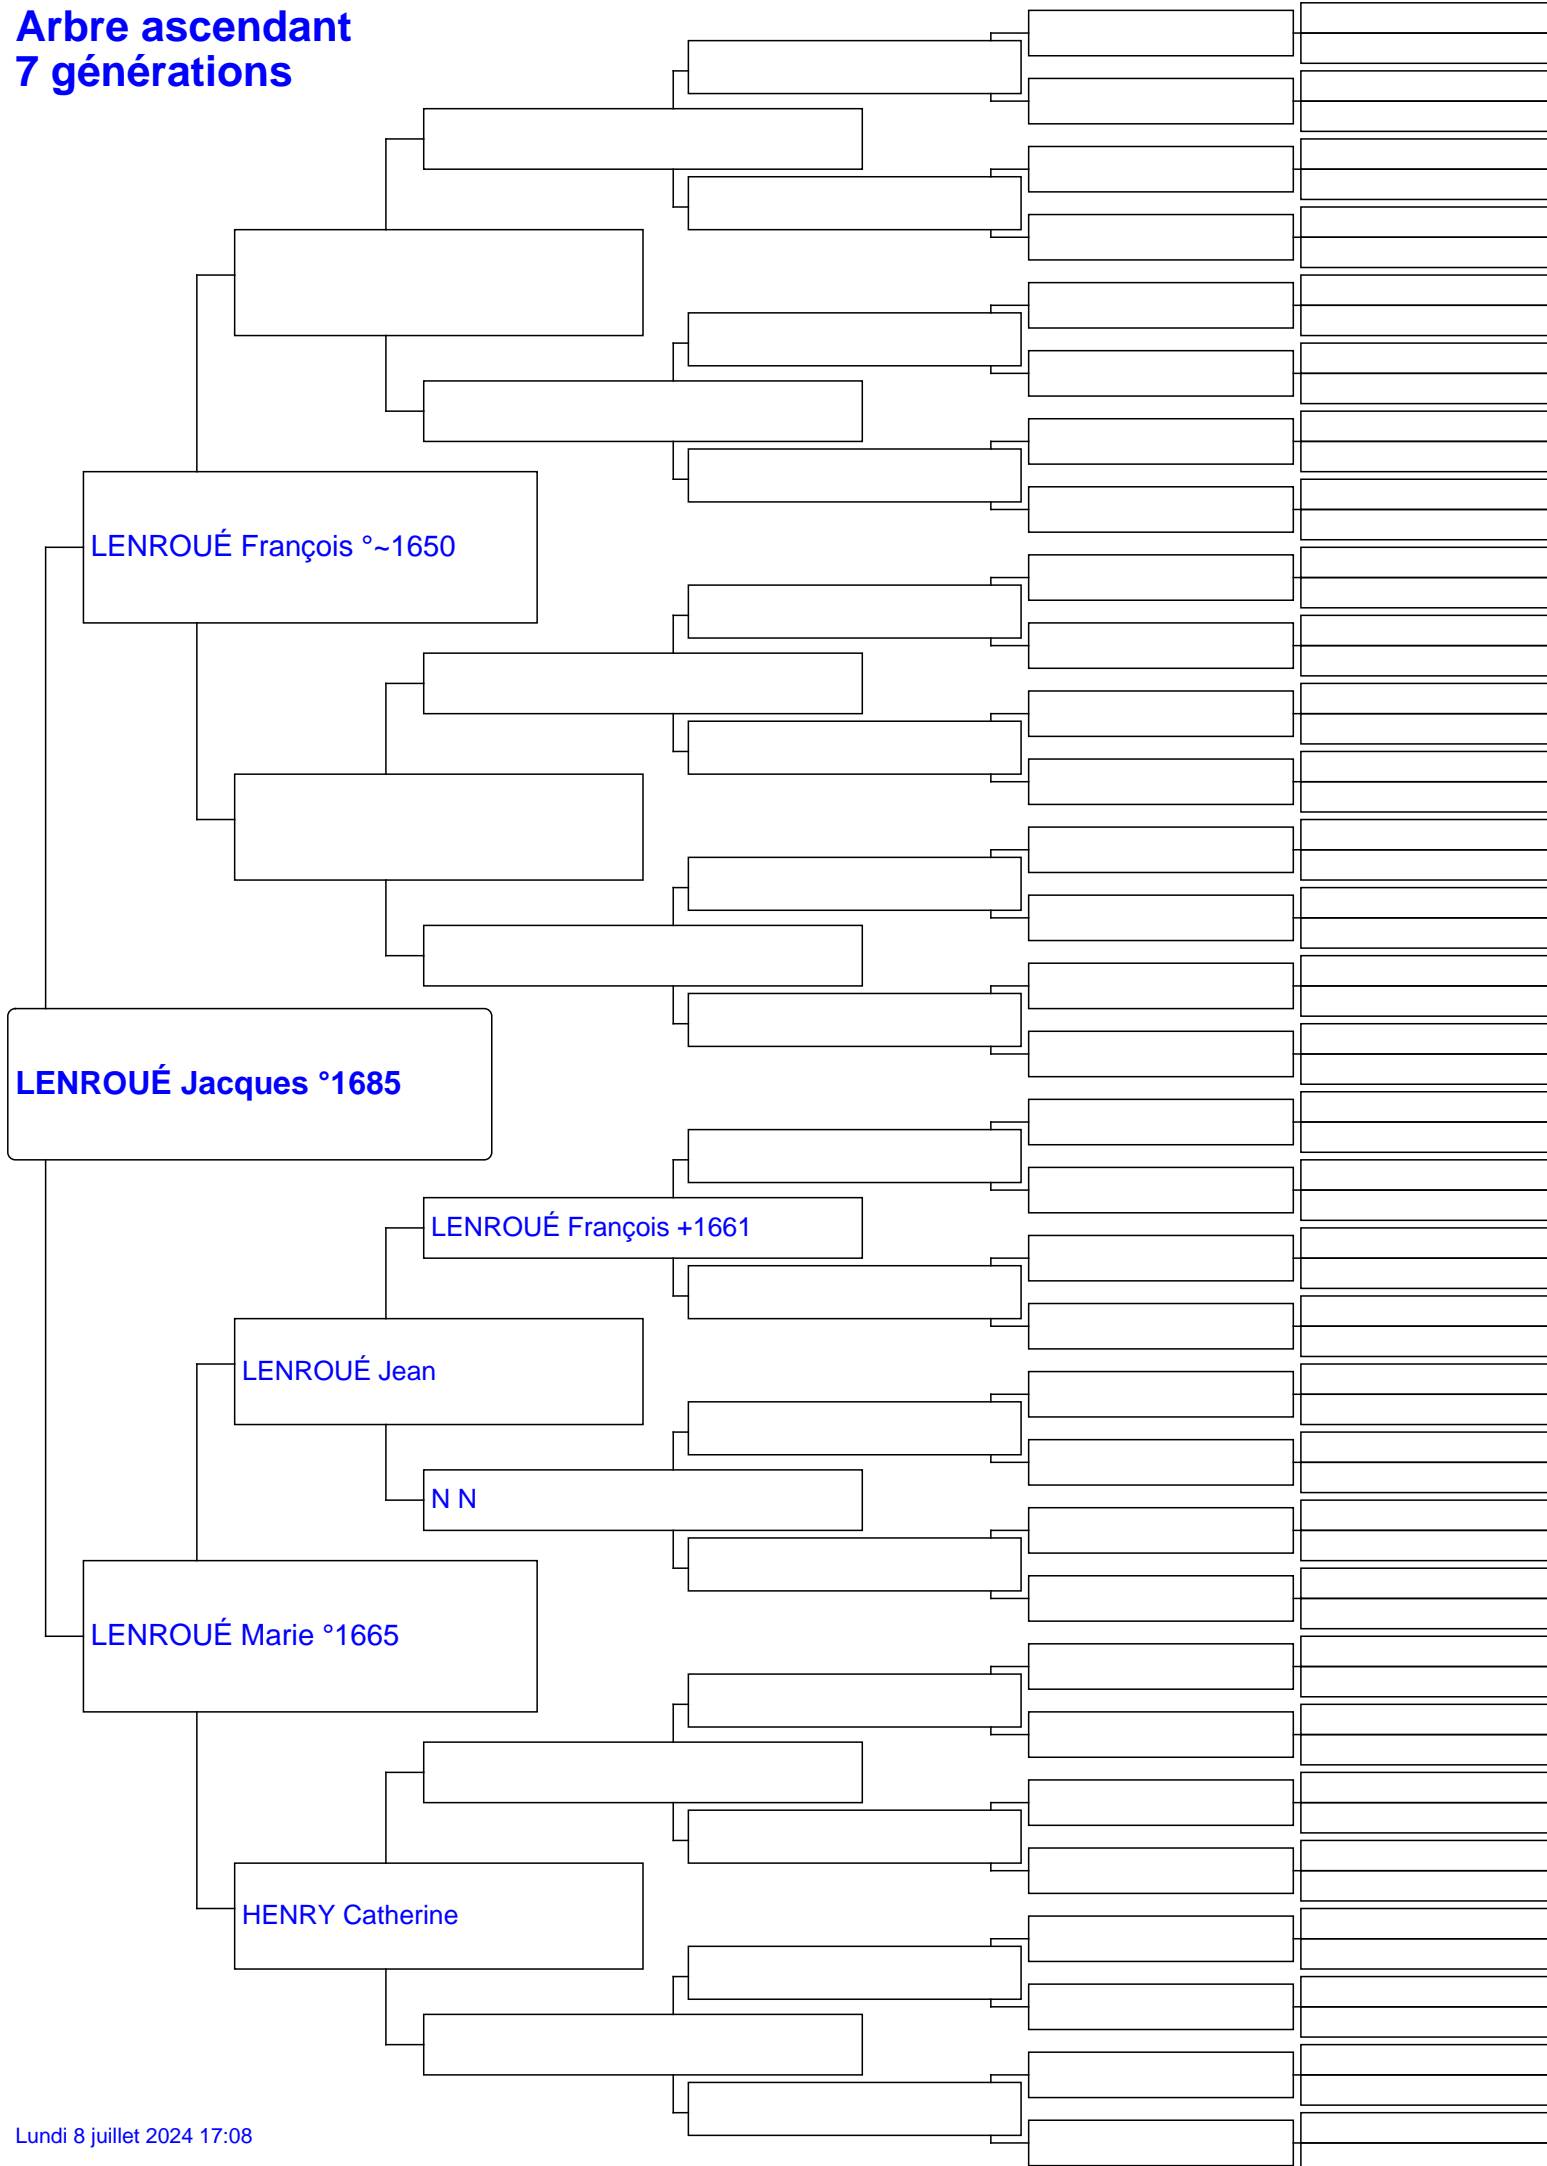 Arbre ascendant
7 générations
LENROUÉ François °~1650
LENROUÉ Jacques °1685
LENROUÉ François +1661
LENROUÉ Jean
N N
LENROUÉ Marie °1665
HENRY Catherine
Lundi 8 juillet 2024 17:08